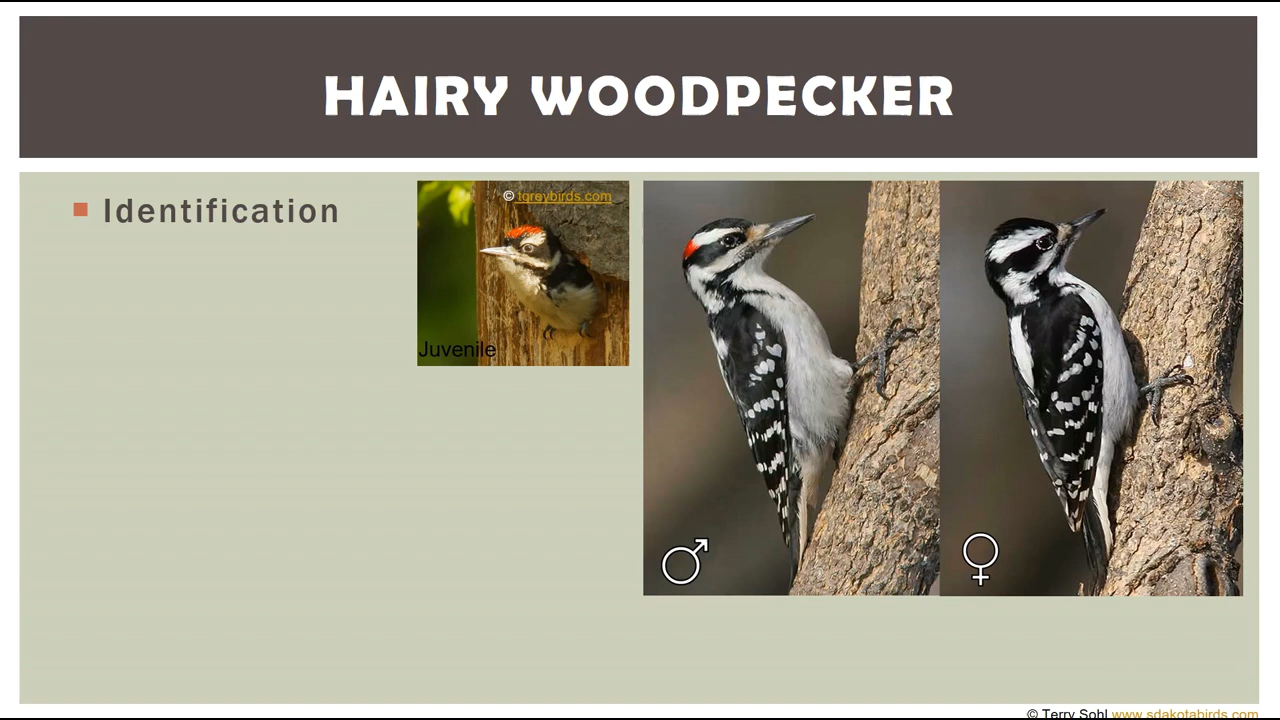 HAIRY WOODPECKER
Identification
© tgreybirds.com
Juvenile
© Terry Sohl www.sdakotabirds.com